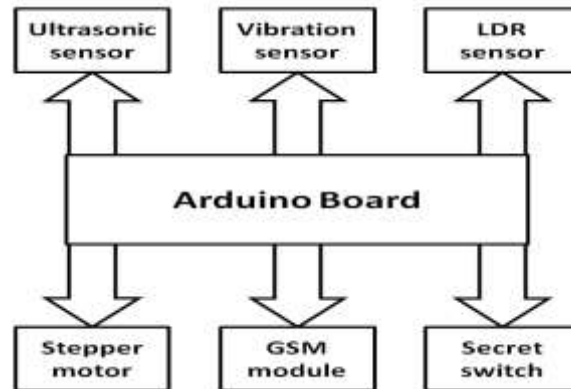 Ultrasonic
sensor
Vibration
sensor
LDR
sensor
Arduino Board
Stepper
motor
GSM
module
Secret
switch